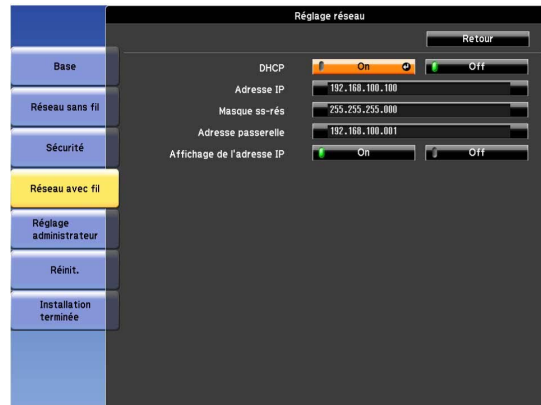 Réglage réseau
Retour
Base
Réseau sans fil
Sécurité
Réseau avec fil
Réglage
administrateur
Réinit.
Installation
terminée
DHCP On Off
Adresse IP 192.168.100.100
Masque ss-rés 255.255.255.000
Adresse passerelle 192.168.100.001
Affichage de l'adresse IP On Off